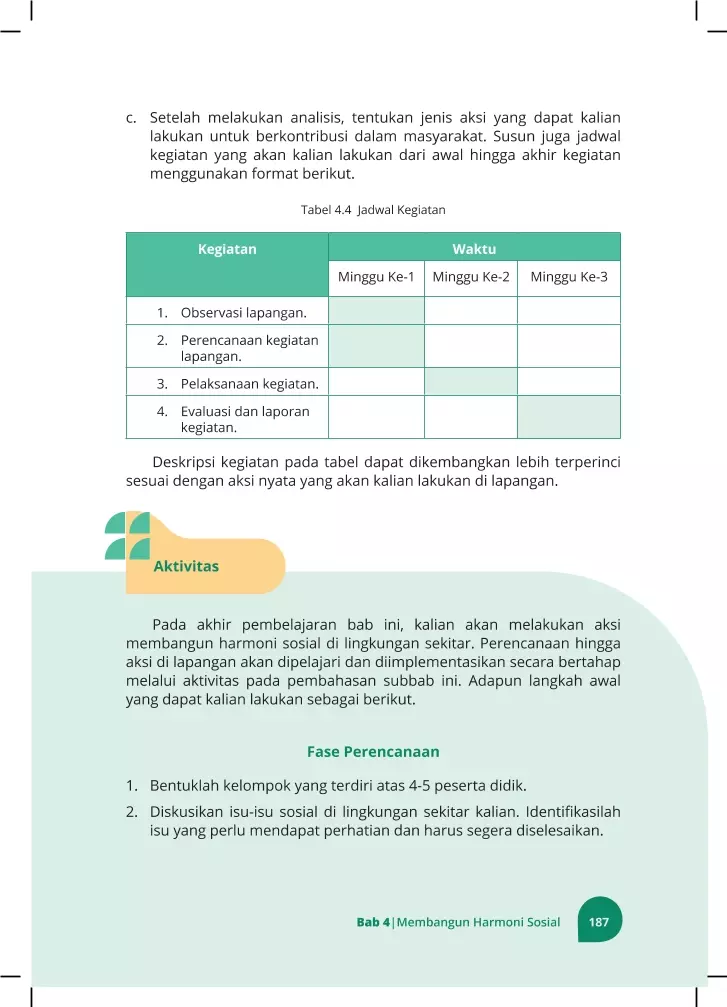 c. Setelah melakukan analisis, tentukan jenis aksi yang dapat kalian
lakukan untuk berkontribusi dalam masyarakat. Susun juga jadwal
kegiatan yang akan kalian lakukan dari awal hingga akhir kegiatan
menggunakan format berikut.
Tabel 4.4 Jadwal Kegiatan
Kegiatan Waktu
Minggu Ke-1 Minggu Ke-2 Minggu Ke-3
1. Observasi lapangan.
2. Perencanaan kegiatan
lapangan.
3. Pelaksanaan kegiatan.
4. Evaluasi dan laporan
kegiatan.
Deskripsi kegiatan pada tabel dapat dikembangkan lebih terperinci
sesuai dengan aksi nyata yang akan kalian lakukan di lapangan.
Aktivitas
Pada akhir pembelajaran bab ini, kalian akan melakukan aksi
membangun harmoni sosial di lingkungan sekitar. Perencanaan hingga
aksi di lapangan akan dipelajari dan diimplementasikan secara bertahap
melalui aktivitas pada pembahasan subbab ini. Adapun langkah awal
yang dapat kalian lakukan sebagai berikut.
Fase Perencanaan
1. Bentuklah kelompok yang terdiri atas 4-5 peserta didik.
2. Diskusikan isu-isu sosial di lingkungan sekitar kalian. Identifikasilah
isu yang perlu mendapat perhatian dan harus segera diselesaikan.
Bab 4|Membangun Harmoni Sosial 187